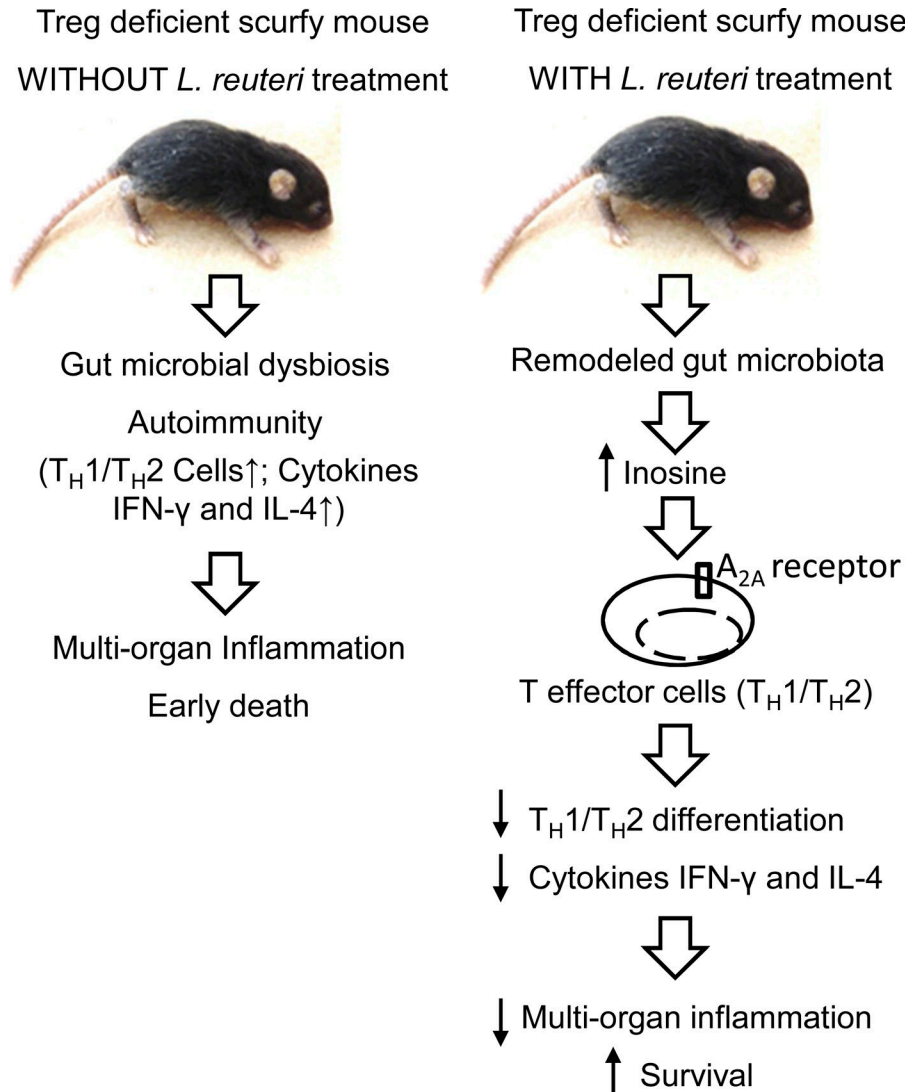 Treg deficient scurfy mouse
WITHOUT L. reuteri treatment
Gut microbial dysbiosis
Autoimmunity
(TH1/TH2 Cells↑; Cytokines
IFN-γ and IL-4↑)
Multi-organ Inflammation
Early death
Treg deficient scurfy mouse
WITH L. reuteri treatment
Remodeled gut microbiota
↑ Inosine
A2A receptor
T effector cells (TH1/TH2)
↓ TH1/TH2 differentiation
↓ Cytokines IFN-γ and IL-4
↓ Multi-organ inflammation
↑ Survival